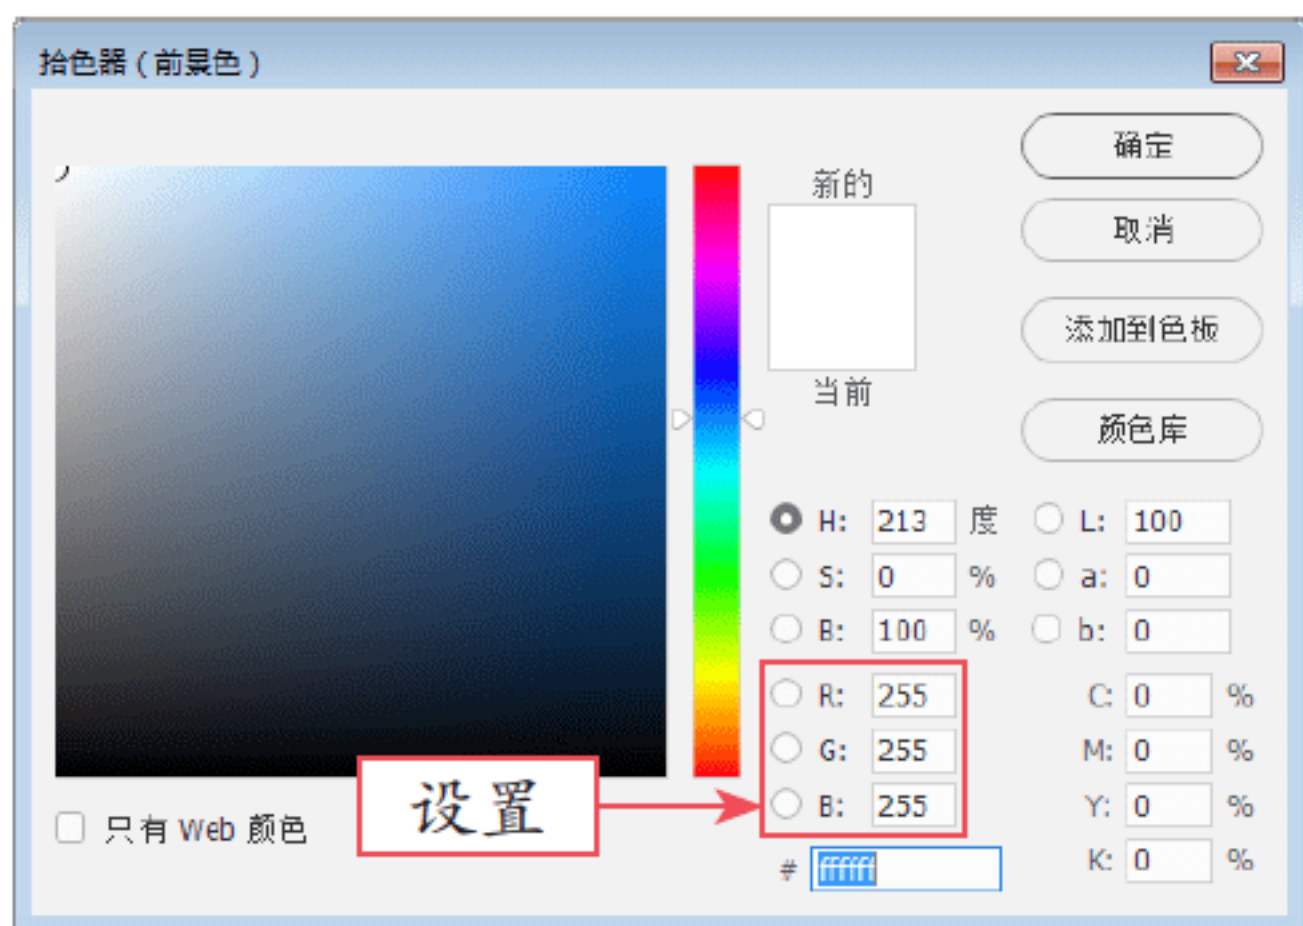 拾色器（前景色）
确定
新的
取消
添加到色板
当前
颜色库
H: 213 度 L: 100
S: 0 % a: 0
B: 100 % b: 0
R: 255 C: 0 %
G: 255 M: 0 %
设置 B: 255 Y: 0 %
只有 Web 颜色
# ffffff K: 0 %